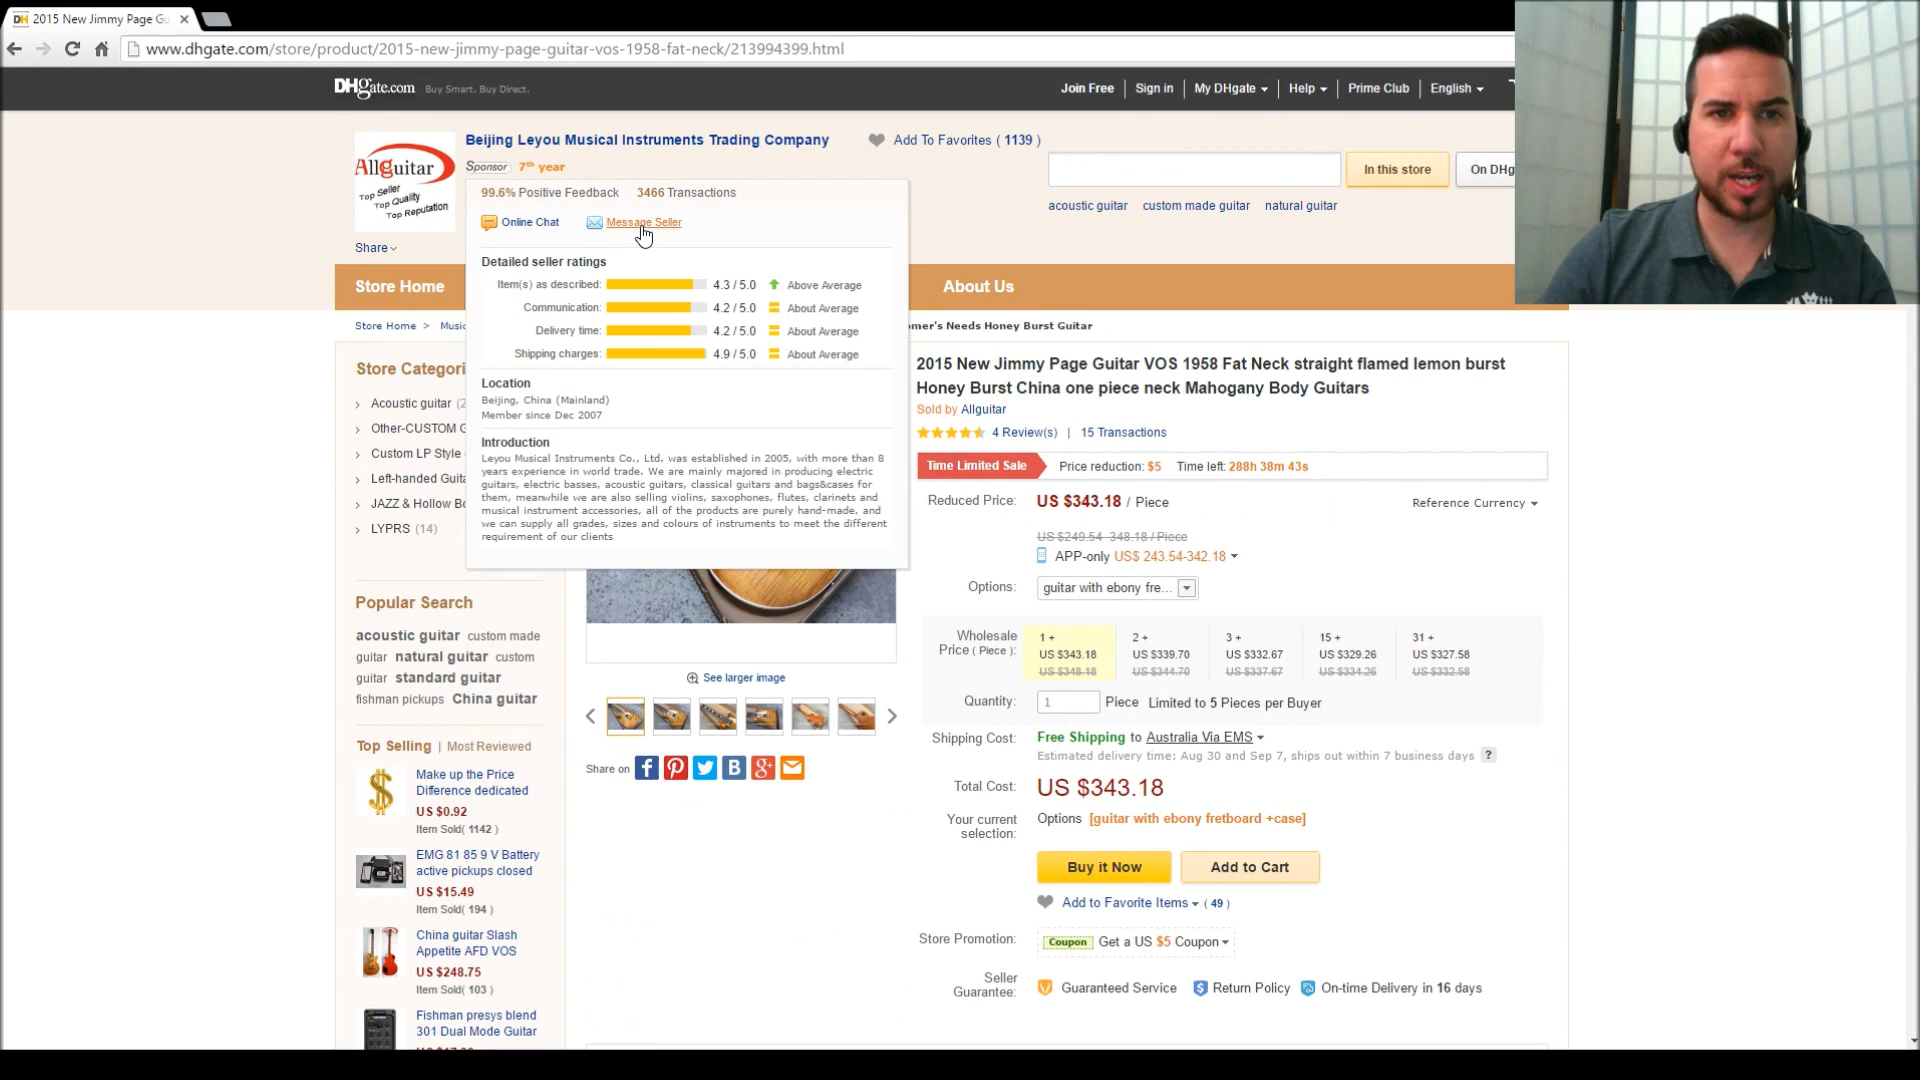 2015 New Jimmy Page Gu
www.dhgate.com/store/product/2015-new-jimmy-page-guitar-vos-1958-fat-neck/213994399.html
DHgate.com Buy Smart. Buy Direct.
Join Free Sign in My DHgate Help Prime Club English
Allguitar
Top Seller
Top Quality
Top Reputation
Share
Beijing Leyou Musical Instruments Trading Company
Add To Favorites ( 1139 )
Sponsor 7th year
In this store On DHg
acoustic guitar custom made guitar natural guitar
99.6% Positive Feedback 3466 Transactions
Online Chat Message Seller
Detailed seller ratings
Item(s) as described: 4.3 / 5.0 Above Average
Communication: 4.2 / 5.0 About Average
Delivery time: 4.2 / 5.0 About Average
Shipping charges: 4.9 / 5.0 About Average
Location
Beijing, China (Mainland)
Member since Dec 2007
Introduction
Leyou Musical Instruments Co., Ltd. was established in 2005, with more than 8
years experience in world trade. We are mainly majored in producing electric
guitars, electric basses, acoustic guitars, classical guitars and bags&cases for
them, meanwhile we are also selling violins, saxophones, flutes, clarinets and
musical instrument accessories, all of the products are purely hand-made, and
we can supply all grades, sizes and colours of instruments to meet the different
requirement of our clients
Store Home About Us
Store Home > Music
omer's Needs Honey Burst Guitar
Store Categori
Acoustic guitar (2
Other-CUSTOM G
Custom LP Style
Left-handed Guita
JAZZ & Hollow Bo
LYPRS (14)
Popular Search
acoustic guitar custom made
guitar natural guitar custom
guitar standard guitar
fishman pickups China guitar
Top Selling | Most Reviewed
Make up the Price
Difference dedicated
US $0.92
Item Sold( 1142 )
EMG 81 85 9 V Battery
active pickups closed
US $15.49
Item Sold( 194 )
China guitar Slash
Appetite AFD VOS
US $248.75
Item Sold( 103 )
Fishman presys blend
301 Dual Mode Guitar
See larger image
Share on
2015 New Jimmy Page Guitar VOS 1958 Fat Neck straight flamed lemon burst
Honey Burst China one piece neck Mahogany Body Guitars
Sold by Allguitar
4 Review(s) | 15 Transactions
Time Limited Sale Price reduction: $5 Time left: 288h 38m 43s
Reduced Price: US $343.18 / Piece Reference Currency
US $249.54 -348.18 / Piece
APP-only US$ 243.54-342.18
Options: guitar with ebony fre...
Wholesale
Price ( Piece ):
1 + 2 + 3 + 15 + 31 +
US $343.18 US $339.70 US $332.67 US $329.26 US $327.58
US $348.18 US $344.70 US $337.67 US $334.26 US $332.58
Quantity: 1 Piece Limited to 5 Pieces per Buyer
Shipping Cost: Free Shipping to Australia Via EMS
Estimated delivery time: Aug 30 and Sep 7, ships out within 7 business days ?
Total Cost: US $343.18
Your current
selection:
Options [guitar with ebony fretboard +case]
Buy it Now Add to Cart
Add to Favorite Items ( 49 )
Store Promotion: Coupon Get a US $5 Coupon
Seller
Guarantee:
Guaranteed Service Return Policy On-time Delivery in 16 days